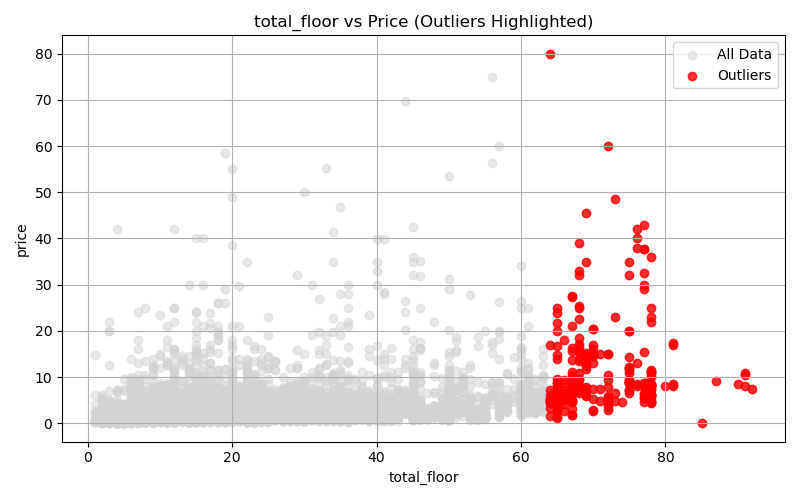 total_floor vs Price (Outliers Highlighted)
All Data
Outliers
80
70
60
50
40
30
20
10
0
price
0 20 40 60 80
total_floor